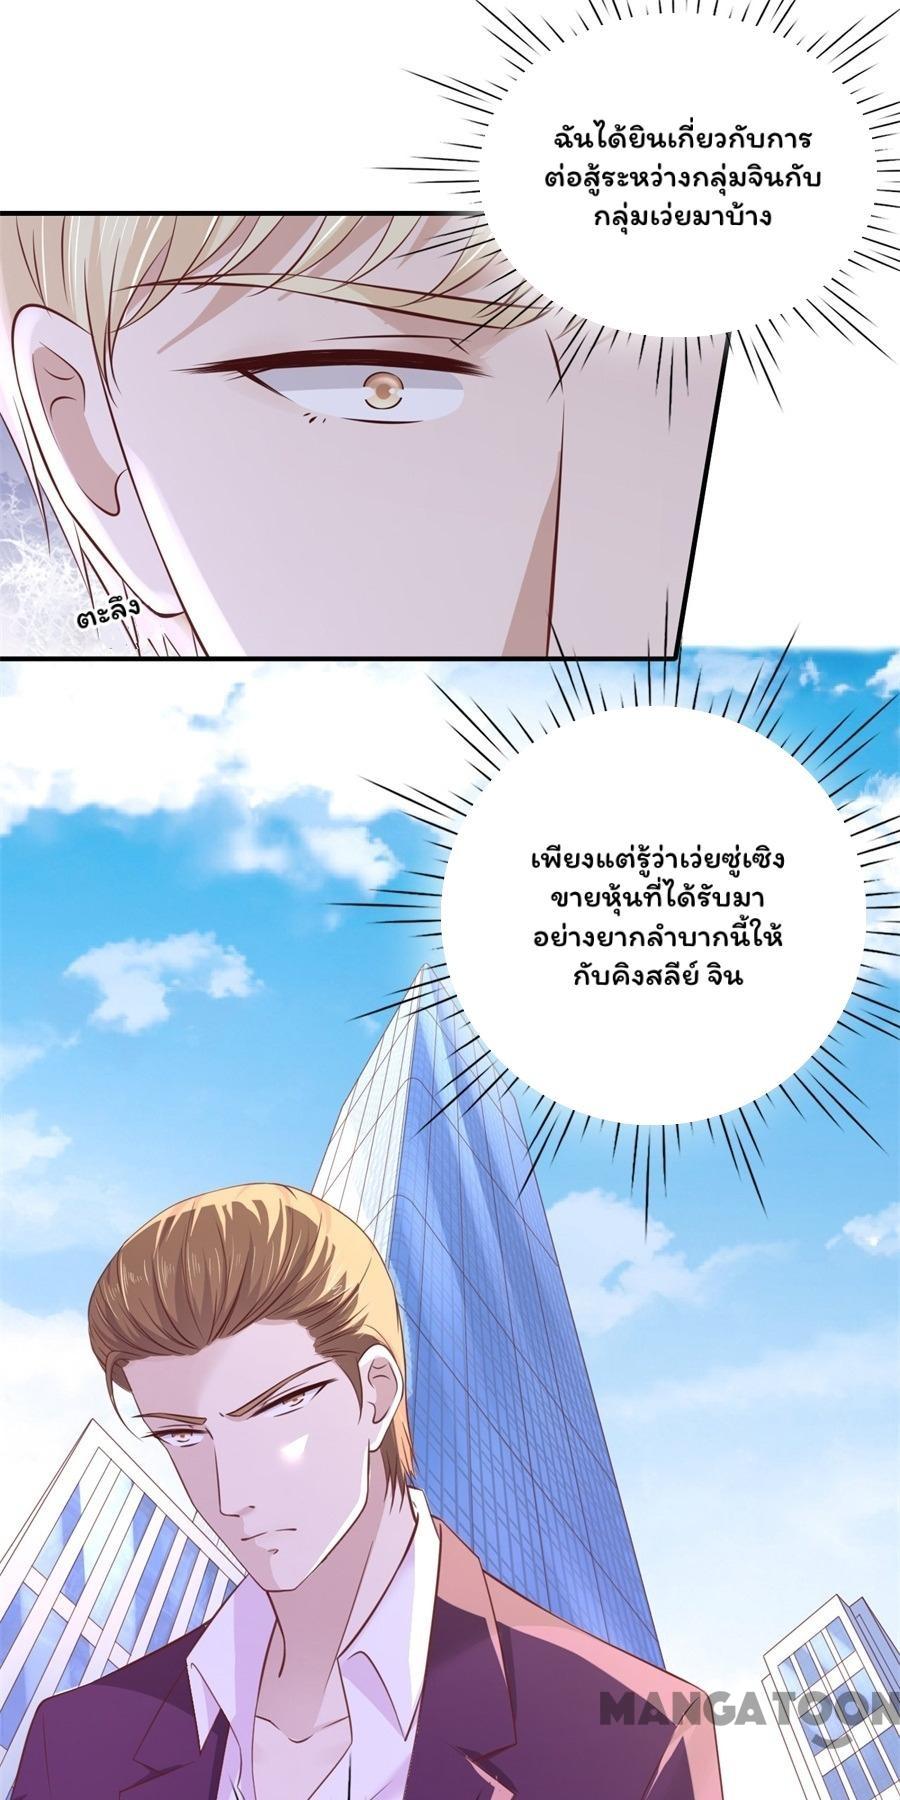 ฉันได้ยินเกี่ยวกับการ
ต่อสู้ระหว่างกลุ่มจินกับ
กลุ่มเว่ยมาบ้าง
ตะลึง
เพียงแต่รู้ว่าเว่ยซู่เซิง
ขายหุ้นที่ได้รับมา
อย่างยากลำบากนี้ให้
กับคิงสลีย์ จิน
MANGATOON